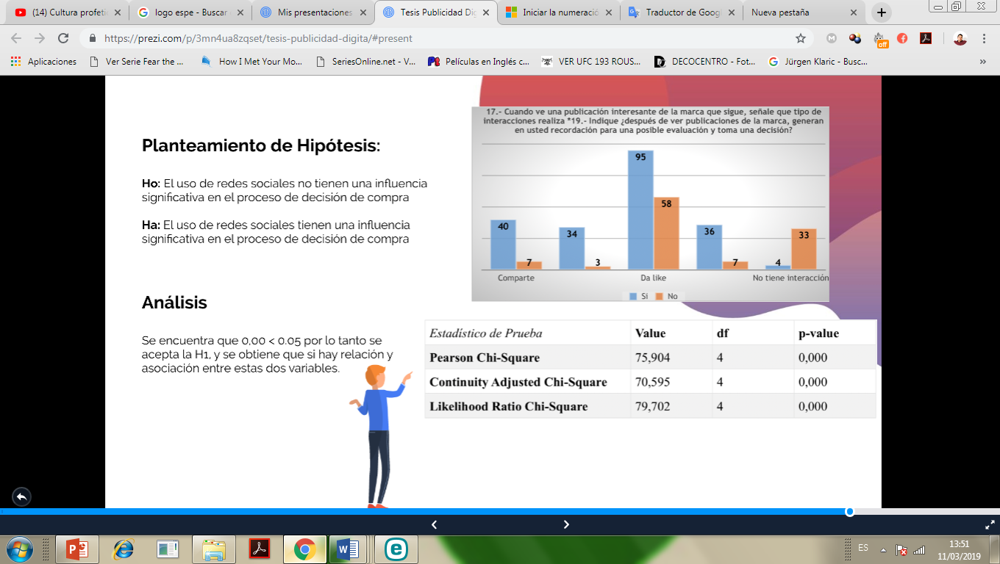 (14) Cultura profeti
logo espe - Buscar
Mis presentaciones
Tesis Publicidad Dig
Iniciar la numeració
Traductor de Googl
Nueva pestaña
https://prezi.com/p/3mn4ua8zqset/tesis-publicidad-digita/#present
off
Aplicaciones
Ver Serie Fear the ...
How I Met Your Mo...
SeriesOnline.net - V...
Películas en Inglés c...
VER UFC 193 ROUS...
DECOCENTRO - Fot...
Jürgen Klaric - Busc...
»
Planteamiento de Hipótesis:
Ho: El uso de redes sociales no tienen una influencia
significativa en el proceso de decisión de compra
Ha: El uso de redes sociales tienen una influencia
significativa en el proceso de decisión de compra
Análisis
Se encuentra que 0,00 < 0.05 por lo tanto se
acepta la H1, y se obtiene que si hay relación y
asociación entre estas dos variables.
17.- Cuando ve una publicación interesante de la marca que sigue, señale que tipo de
interacciones realiza *19.- Indique ¿después de ver publicaciones de la marca, generan
en usted recordación para una posible evaluación y toma una decisión?
40 7 34 3 95 58 36 7 4 33
Comparte Da like No tiene interacción
Si No
Estadístico de Prueba Value df p-value
Pearson Chi-Square 75,904 4 0,000
Continuity Adjusted Chi-Square 70,595 4 0,000
Likelihood Ratio Chi-Square 79,702 4 0,000
ES
13:51
11/03/2019